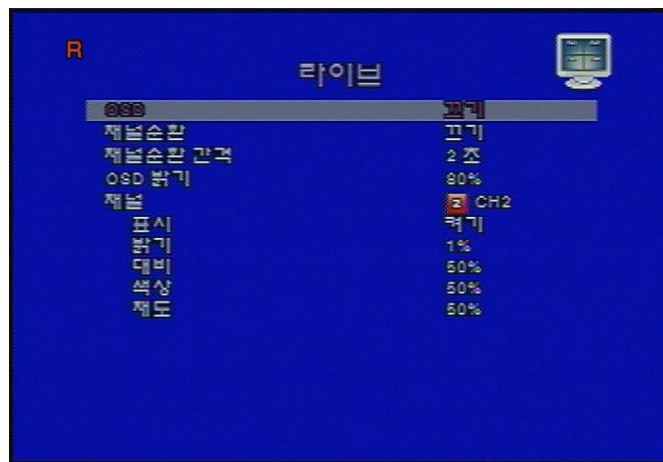 R
라이브
OSD 끄기
채널순환 끄기
채널순환 간격 2 초
OSD 밝기 80%
채널 2 CH2
표시 켜기
밝기 1%
대비 50%
색상 50%
채도 50%